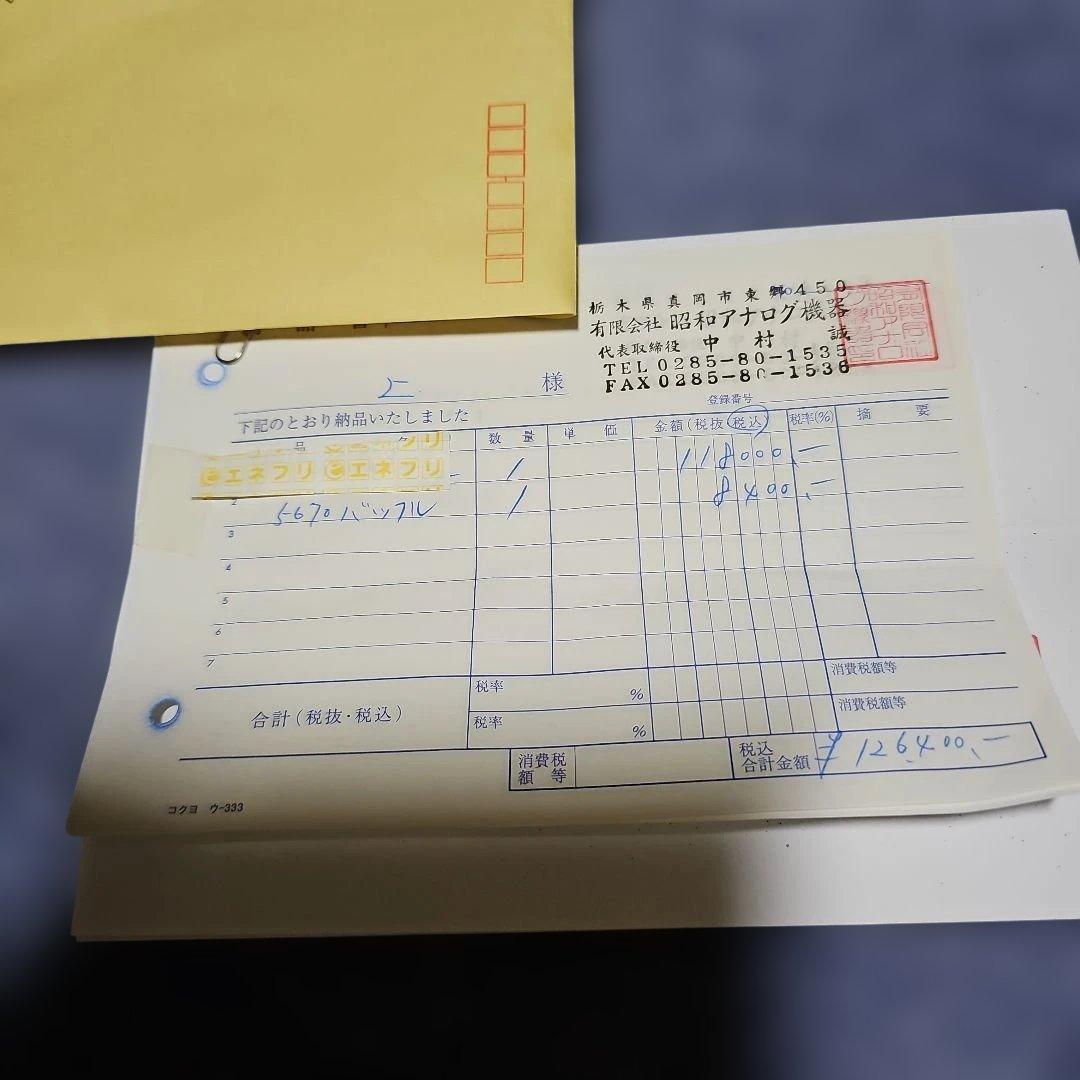 栃木県真岡市東郷450
有限会社 昭和アナログ機器
代表取締役 中村 誠
TEL 0285-80-1535
FAX 0285-80-1536
上 様
登録番号
下記のとおり納品いたしました
品 名 数 量 単 価 金額(税抜・税込) 税率(%) 摘 要
エネフリ エネフリ 1 118000.-
2 5670バッフル 1 8400.-
3
4
5
6
7
合計(税抜・税込) 税率 % 消費税額等
税率 % 消費税額等
消費税額等 税込合計金額 ¥126,400.-
コクヨ ウ-333